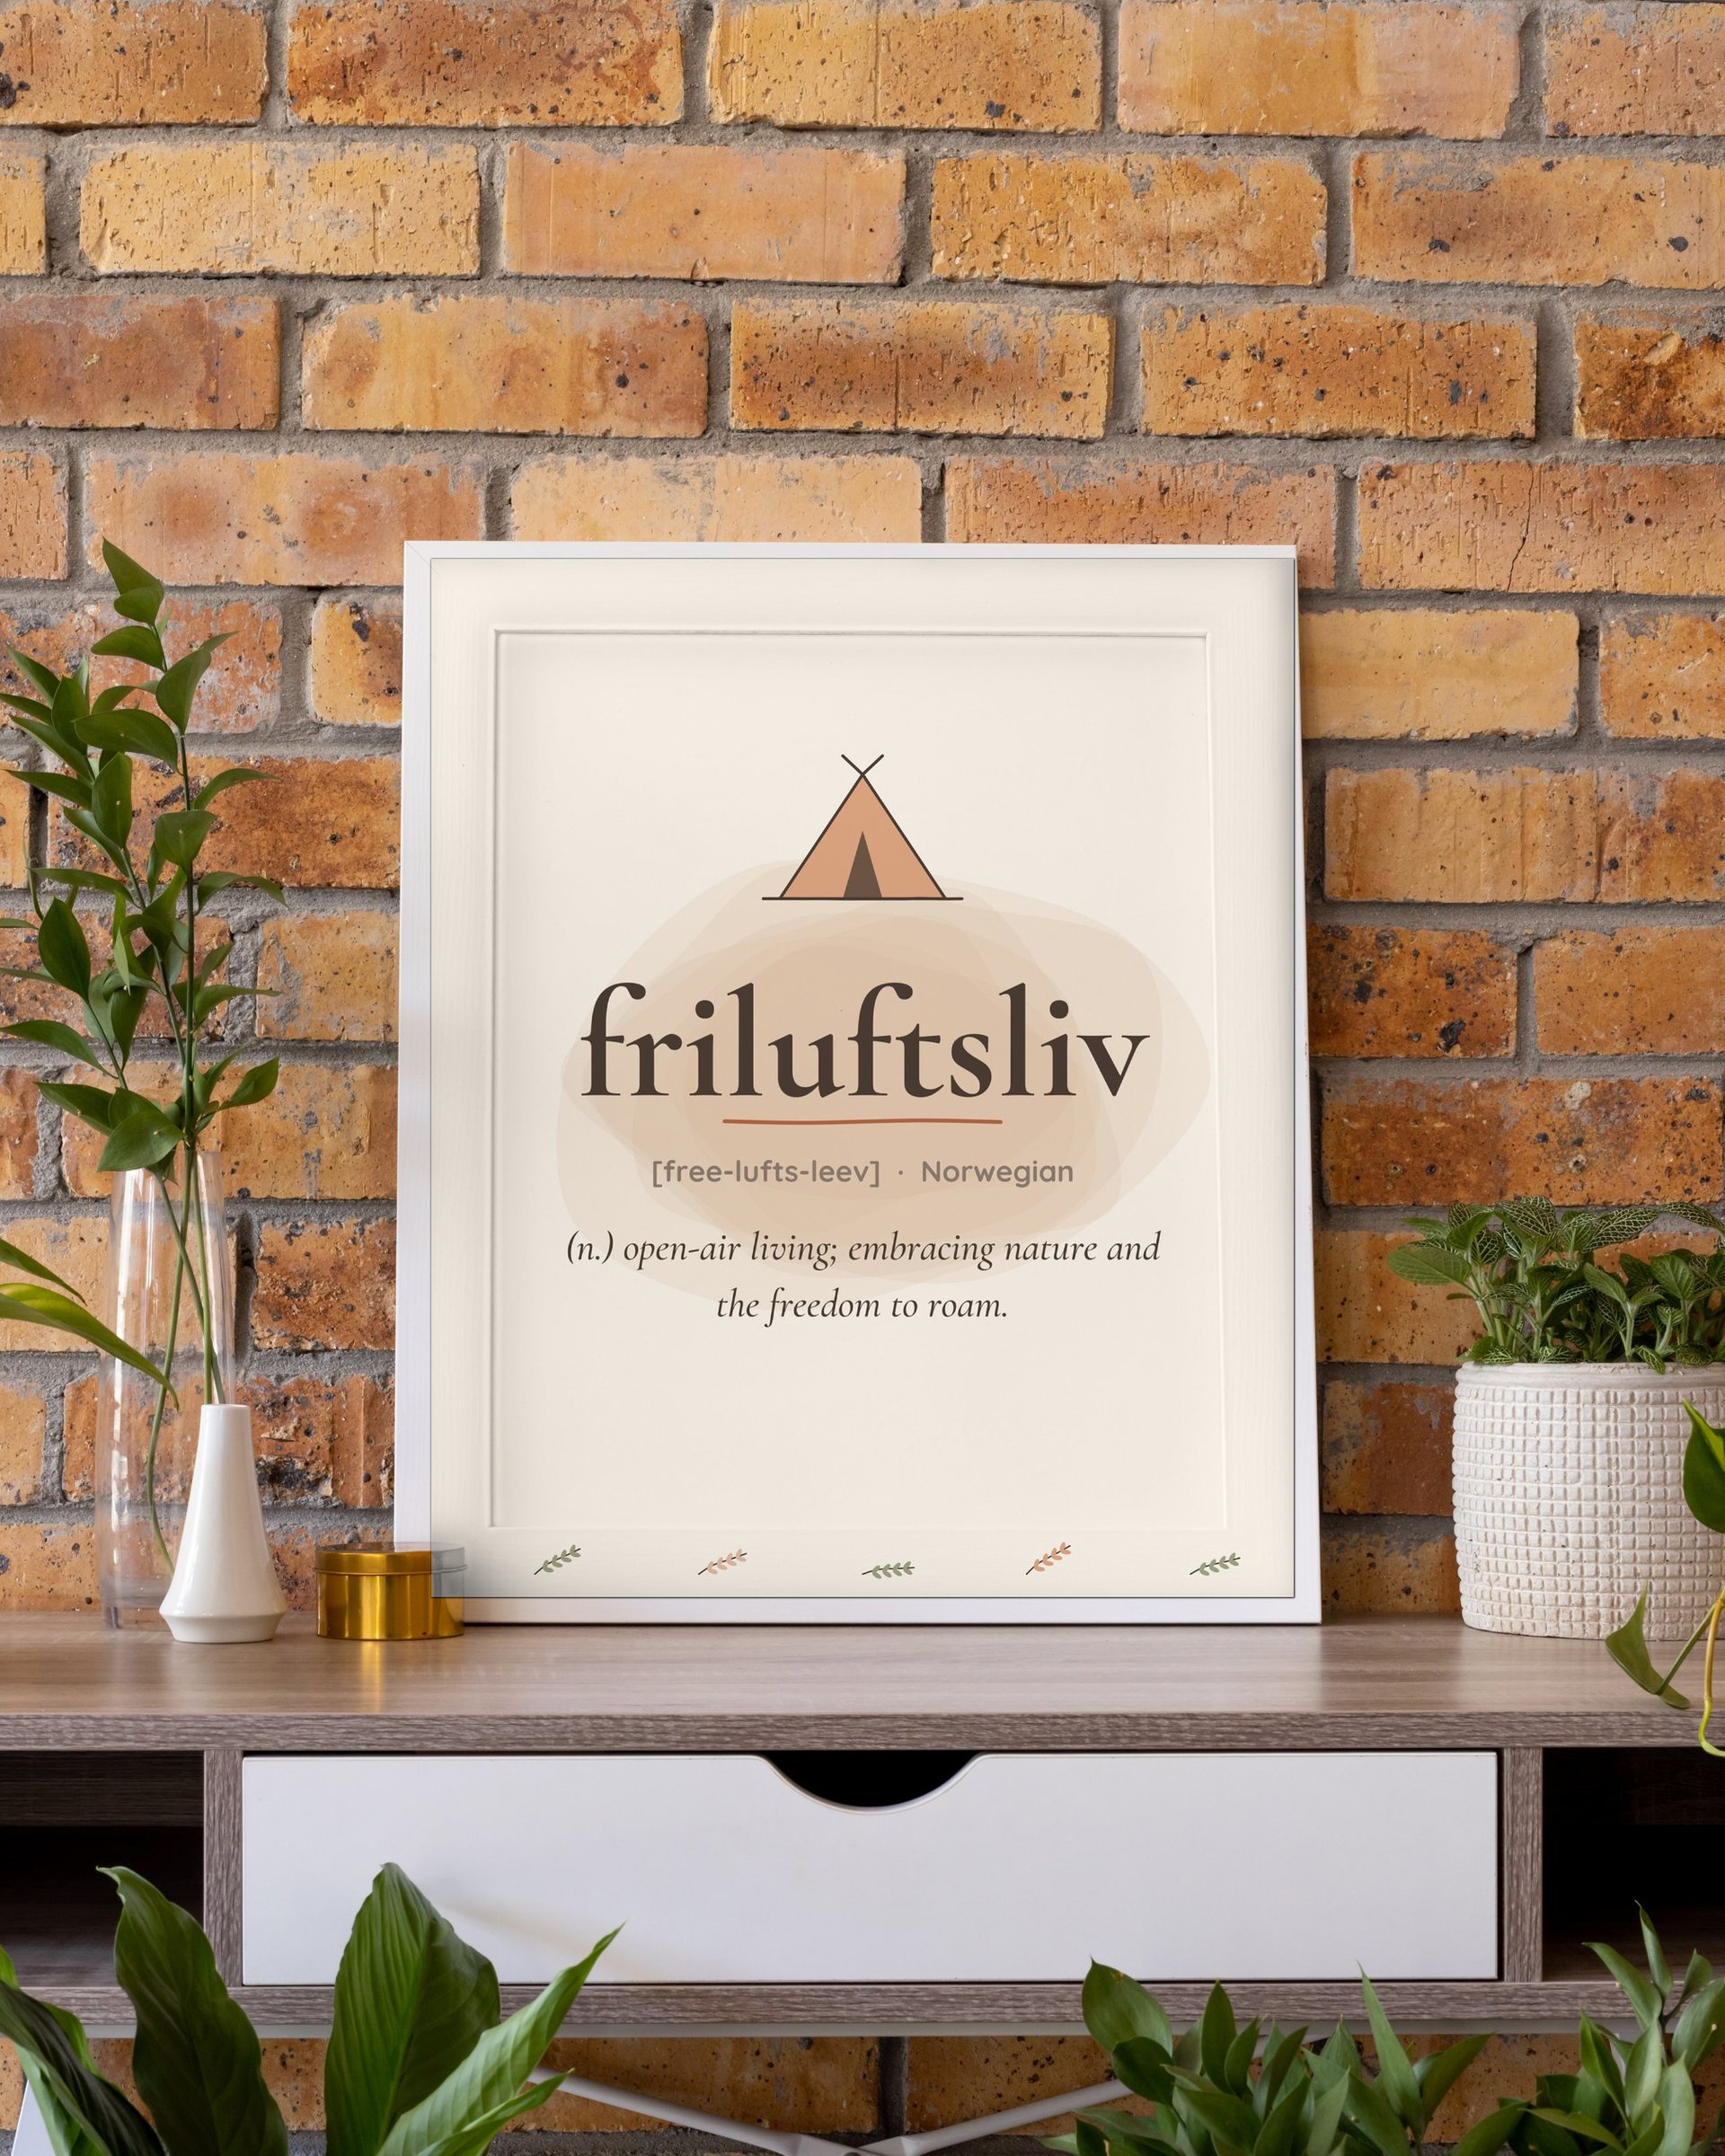 friluftsliv
[free-lufts-leev] · Norwegian
(n.) open-air living; embracing nature and
the freedom to roam.